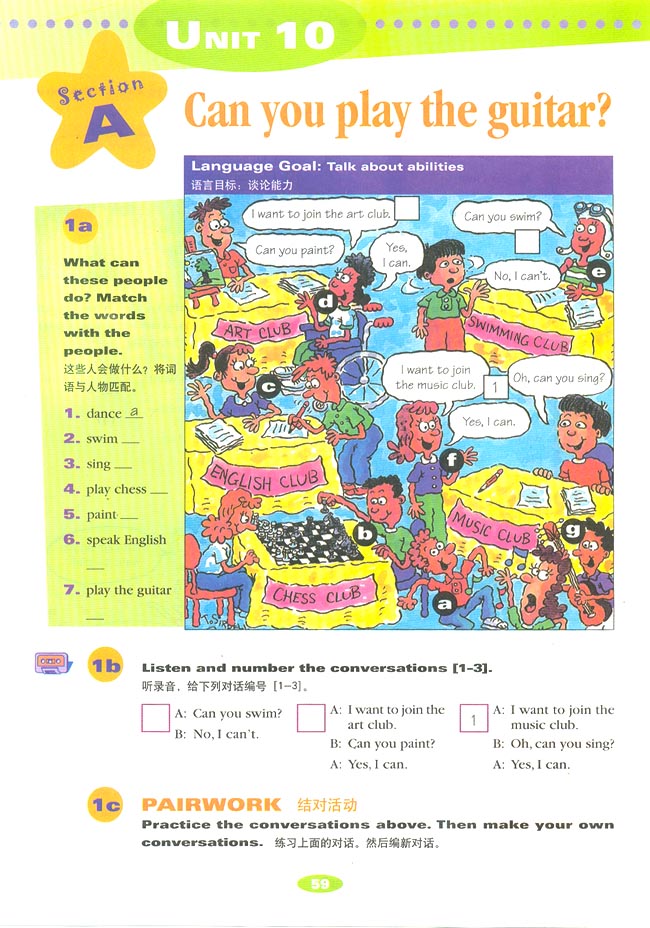 UNIT 10
Section
A
Can you play the guitar?
Language Goal: Talk about abilities
语言目标：谈论能力
1a
What can
these people
do? Match
the words
with the
people.
这些人会做什么？将词
语与人物匹配。
1. dance a
2. swim ___
3. sing ___
4. play chess ___
5. paint ___
6. speak English
___
7. play the guitar
___
I want to join the art club.
Can you paint?
Yes,
I can.
Can you swim?
No, I can't.
e
d
ART CLUB
SWIMMING CLUB
c
I want to join
the music club. 1
Oh, can you sing?
Yes, I can.
f
ENGLISH CLUB
MUSIC CLUB
b
g
CHESS CLUB
a
1b Listen and number the conversations [1-3].
听录音，给下列对话编号 [1-3]。
A: Can you swim?
B: No, I can't.
A: I want to join the
art club.
B: Can you paint?
A: Yes, I can.
1
A: I want to join the
music club.
B: Oh, can you sing?
A: Yes, I can.
1c PAIRWORK 结对活动
Practice the conversations above. Then make your own
conversations. 练习上面的对话。然后编新对话。
59